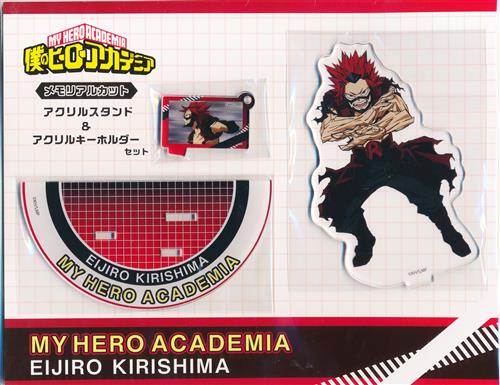 MY HERO ACADEMIA
僕のヒーローアカデミア
メモリアルカット
アクリルスタンド
&
アクリルキーホルダー
セット
EIJIRO KIRISHIMA
MY HERO ACADEMIA
MY HERO ACADEMIA
EIJIRO KIRISHIMA